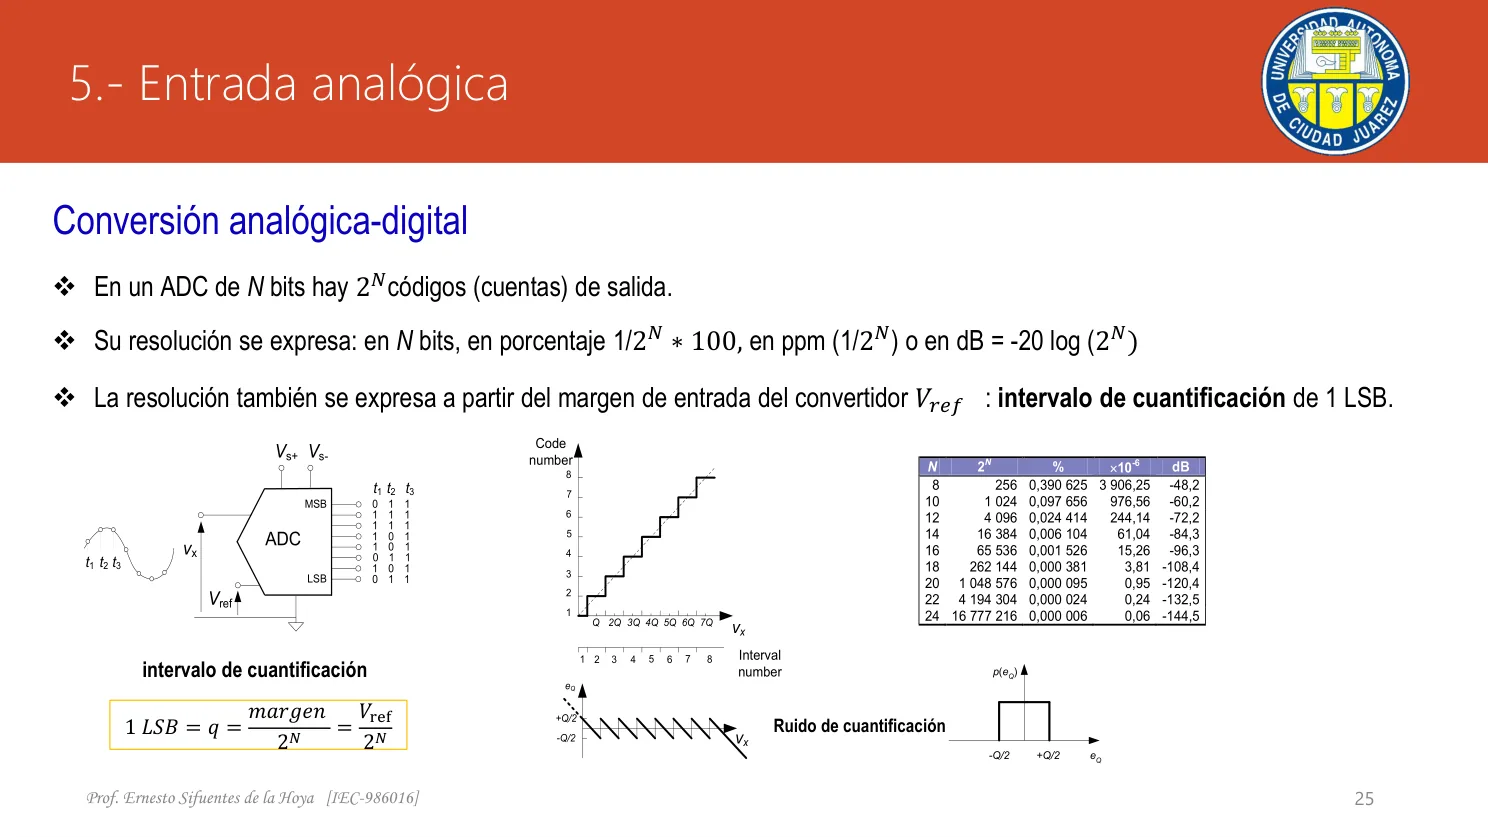 5.- Entrada analógica
UNIVERSIDAD AUTONOMA
DE CIUDAD JUAREZ
Conversión analógica-digital
❖ En un ADC de N bits hay 2^N códigos (cuentas) de salida.
❖ Su resolución se expresa: en N bits, en porcentaje 1/2^N ∗ 100, en ppm (1/2^N) o en dB = -20 log (2^N)
❖ La resolución también se expresa a partir del margen de entrada del convertidor V_ref : intervalo de cuantificación de 1 LSB.
Vs+ Vs-
t1 t2 t3
MSB 0 1 1
1 1 1
1 1 1
ADC 1 0 1
1 0 1
0 1 1
1 0 1
LSB 0 1 1
vx
t1 t2 t3
Vref
intervalo de cuantificación
1 LSB = q = margen/2^N = Vref/2^N
Code
number
8
7
6
5
4
3
2
1
Q 2Q 3Q 4Q 5Q 6Q 7Q vx
1 2 3 4 5 6 7 8 Interval
number
eQ
+Q/2
-Q/2
vx
N 2^N % ×10^-6 dB
8 256 0,390 625 3 906,25 -48,2
10 1 024 0,097 656 976,56 -60,2
12 4 096 0,024 414 244,14 -72,2
14 16 384 0,006 104 61,04 -84,3
16 65 536 0,001 526 15,26 -96,3
18 262 144 0,000 381 3,81 -108,4
20 1 048 576 0,000 095 0,95 -120,4
22 4 194 304 0,000 024 0,24 -132,5
24 16 777 216 0,000 006 0,06 -144,5
Ruido de cuantificación
p(eQ)
-Q/2 +Q/2 eQ
Prof. Ernesto Sifuentes de la Hoya [IEC-986016]
25